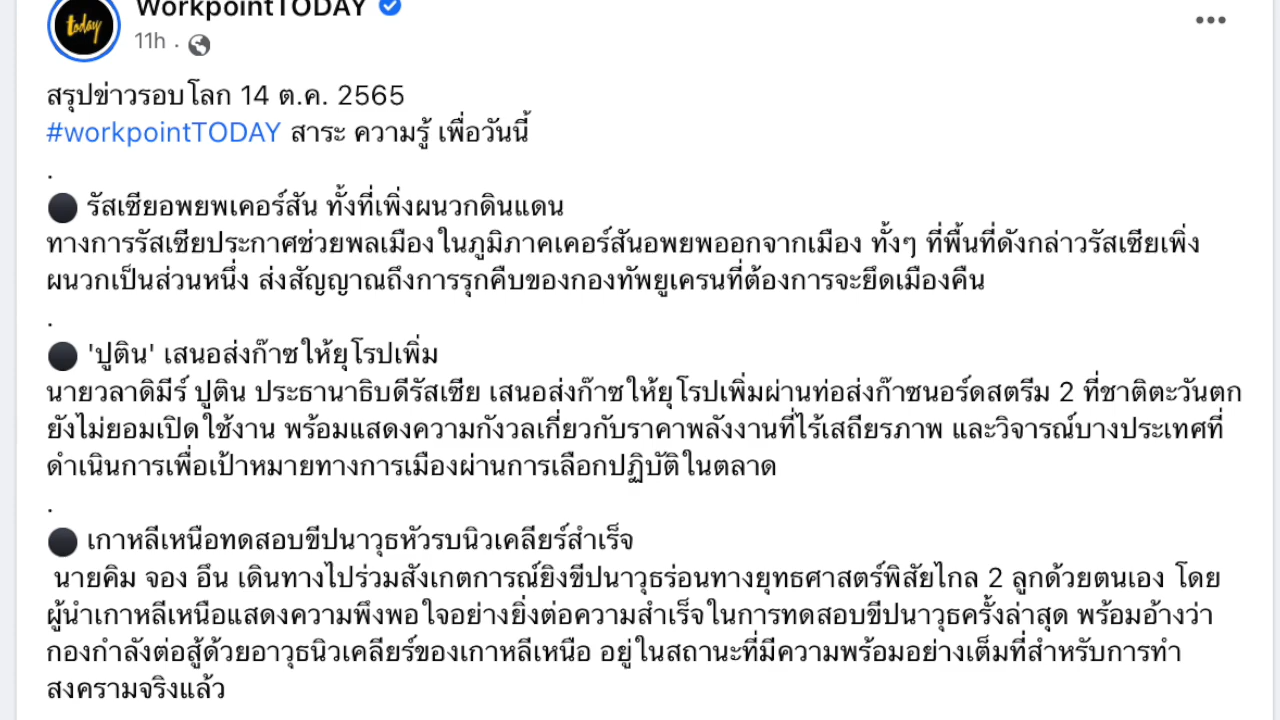 today
WorkpointTODAY
11h ·
สรุปข่าวรอบโลก 14 ต.ค. 2565
#workpointTODAY สาระ ความรู้ เพื่อวันนี้
.
รัสเซียอพยพเคอร์สัน ทั้งที่เพิ่งผนวกดินแดน
ทางการรัสเซียประกาศช่วยพลเมืองในภูมิภาคเคอร์สันอพยพออกจากเมือง ทั้งๆ ที่พื้นที่ดังกล่าวรัสเซียเพิ่ง
ผนวกเป็นส่วนหนึ่ง ส่งสัญญาณถึงการรุกคืบของกองทัพยูเครนที่ต้องการจะยึดเมืองคืน
.
'ปูติน' เสนอส่งก๊าซให้ยุโรปเพิ่ม
นายวลาดิมีร์ ปูติน ประธานาธิบดีรัสเซีย เสนอส่งก๊าซให้ยุโรปเพิ่มผ่านท่อส่งก๊าซนอร์ดสตรีม 2 ที่ชาติตะวันตก
ยังไม่ยอมเปิดใช้งาน พร้อมแสดงความกังวลเกี่ยวกับราคาพลังงานที่ไร้เสถียรภาพ และวิจารณ์บางประเทศที่
ดำเนินการเพื่อเป้าหมายทางการเมืองผ่านการเลือกปฏิบัติในตลาด
.
เกาหลีเหนือทดสอบขีปนาวุธหัวรบนิวเคลียร์สำเร็จ
นายคิม จอง อึน เดินทางไปร่วมสังเกตการณ์ยิงขีปนาวุธร่อนทางยุทธศาสตร์พิสัยไกล 2 ลูกด้วยตนเอง โดย
ผู้นำเกาหลีเหนือแสดงความพึงพอใจอย่างยิ่งต่อความสำเร็จในการทดสอบขีปนาวุธครั้งล่าสุด พร้อมอ้างว่า
กองกำลังต่อสู้ด้วยอาวุธนิวเคลียร์ของเกาหลีเหนือ อยู่ในสถานะที่มีความพร้อมอย่างเต็มที่สำหรับการทำ
สงครามจริงแล้ว